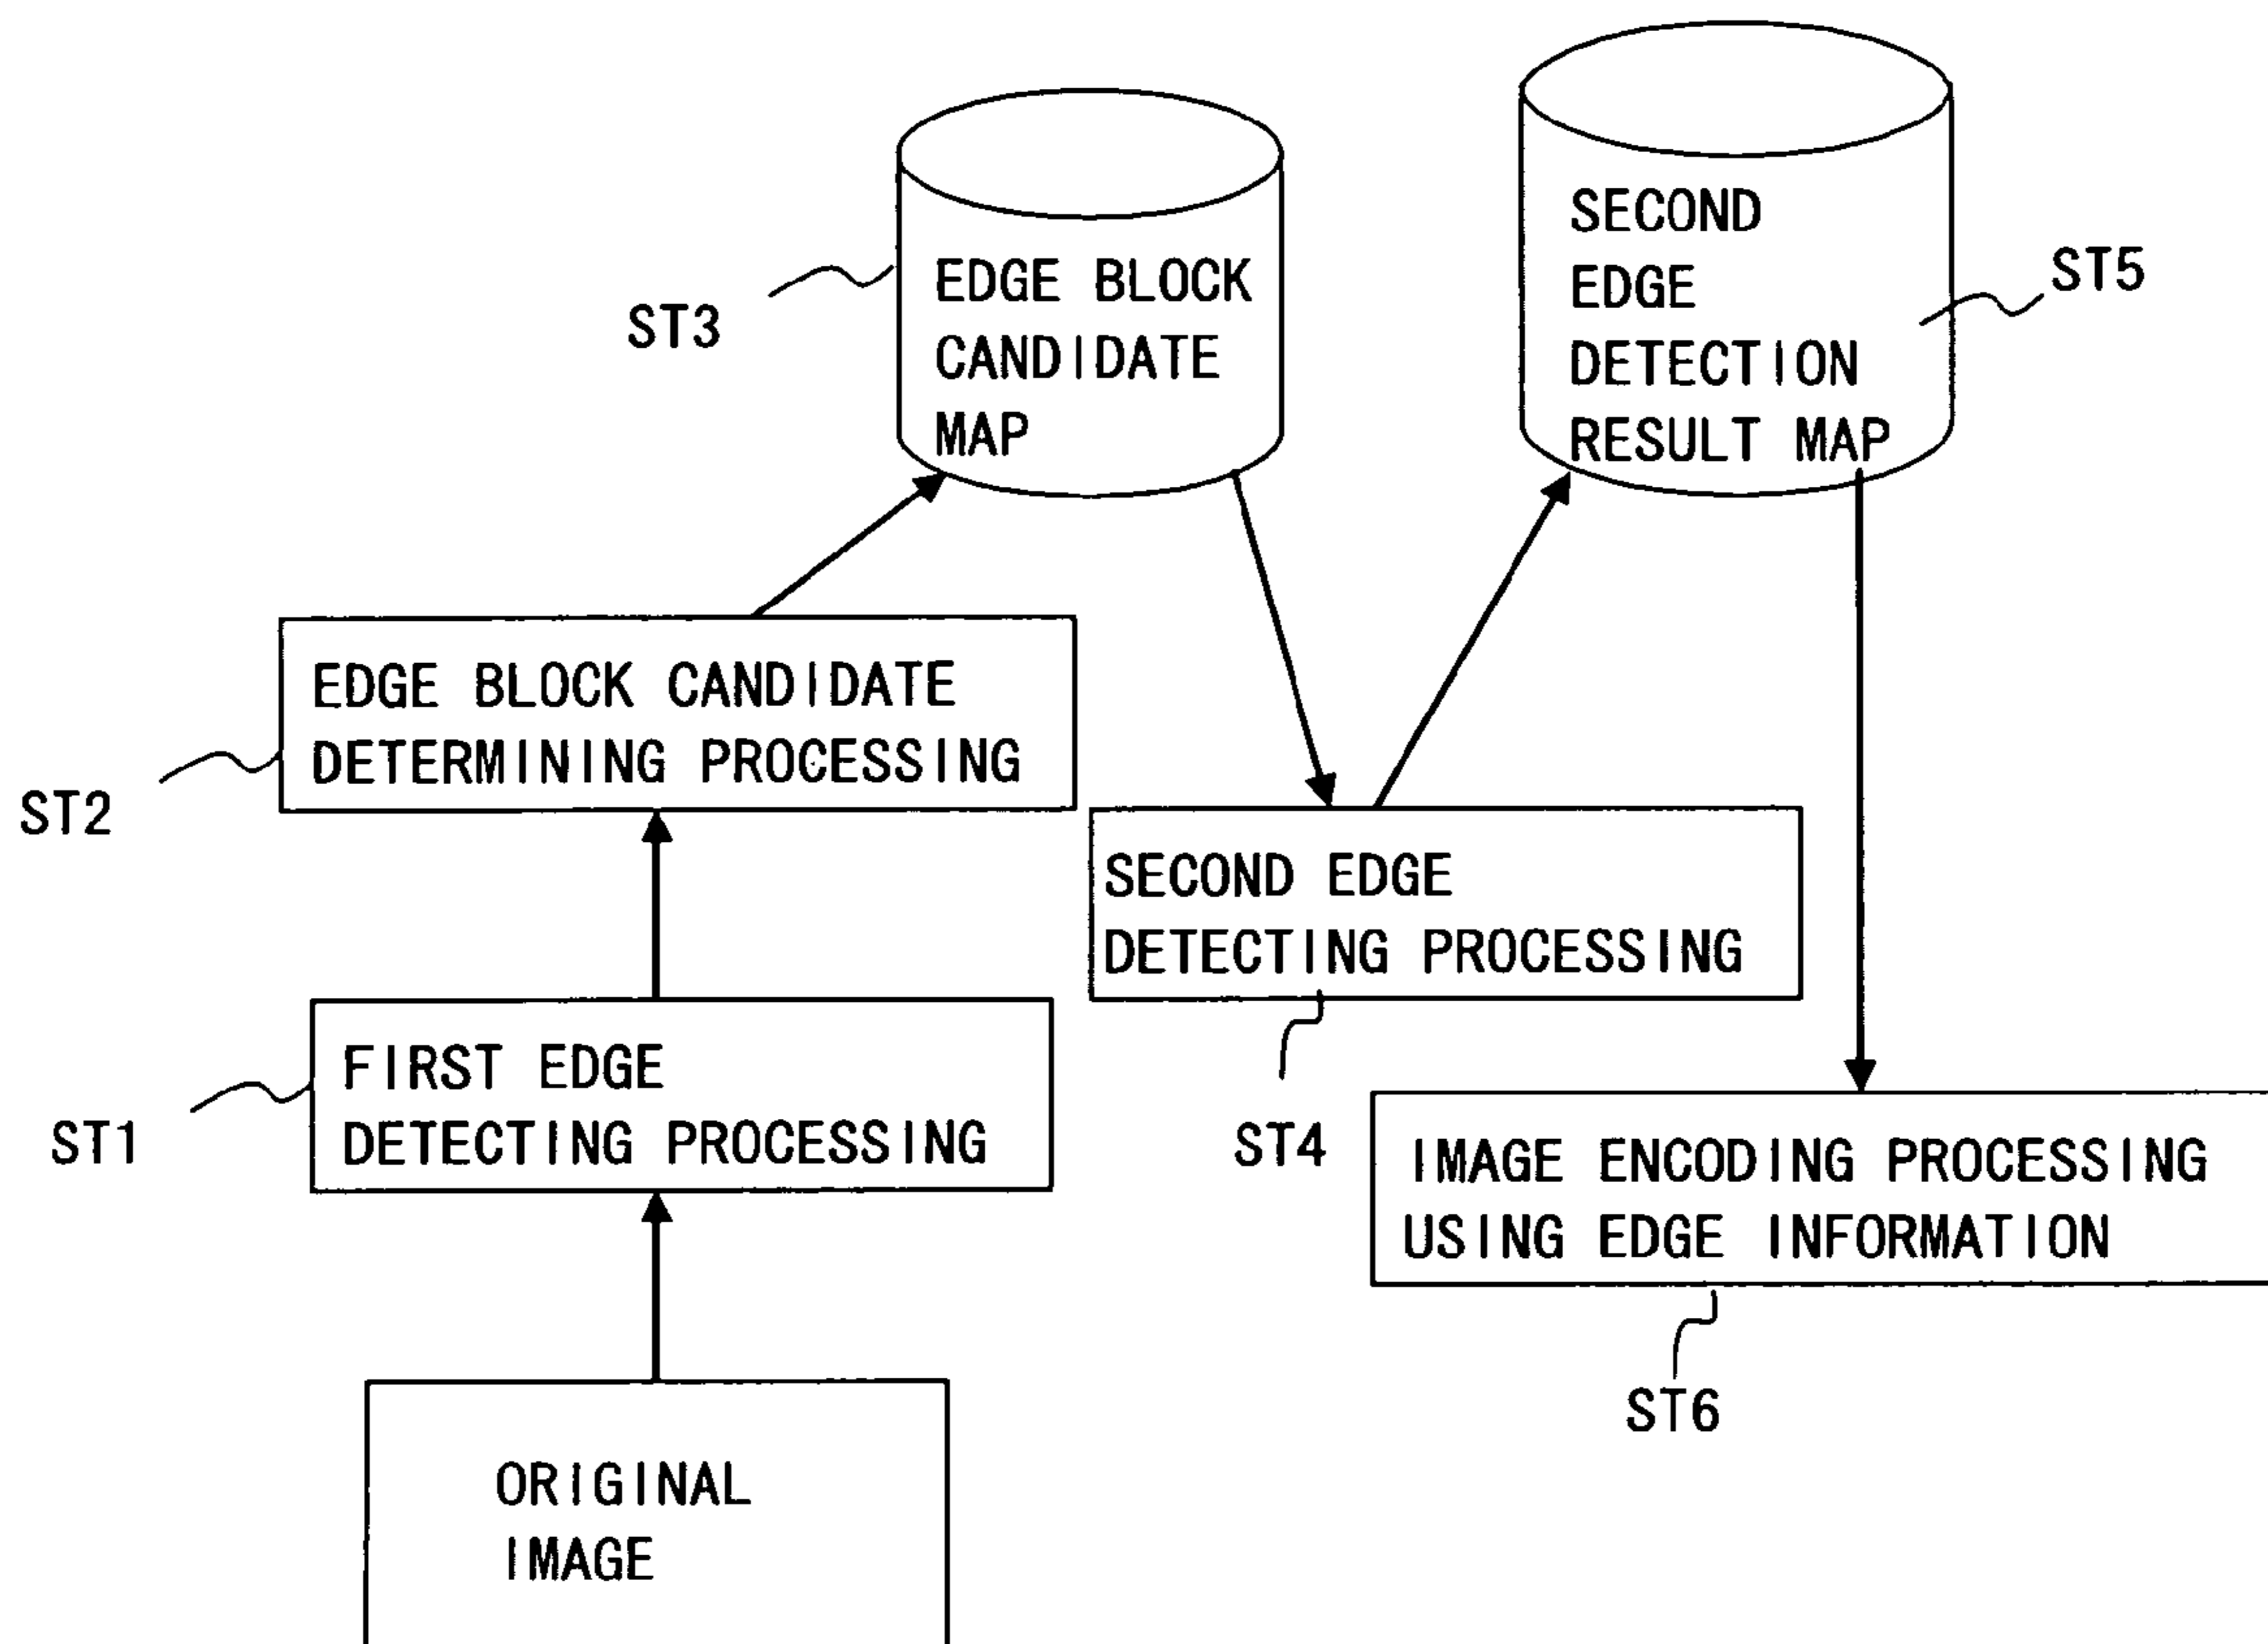 SECOND
EDGE
DETECTION
RESULT MAP
ST5
EDGE BLOCK
CANDIDATE
MAP
ST3
EDGE BLOCK CANDIDATE
DETERMINING PROCESSING
ST2
SECOND EDGE
DETECTING PROCESSING
ST4
FIRST EDGE
DETECTING PROCESSING
ST1
IMAGE ENCODING PROCESSING
USING EDGE INFORMATION
ST6
ORIGINAL
IMAGE